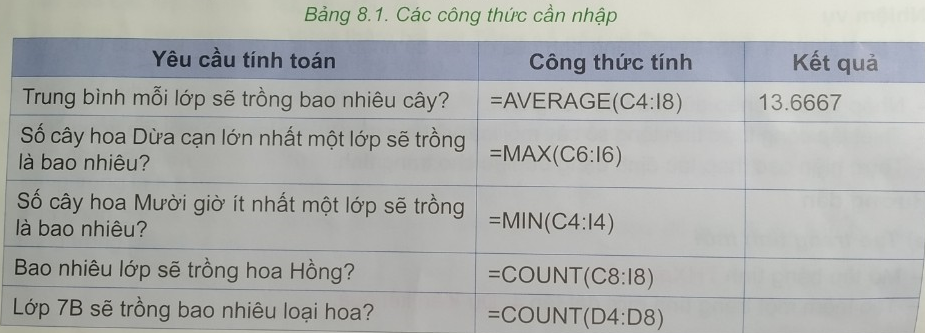 Bảng 8.1. Các công thức cần nhập
Yêu cầu tính toán Công thức tính Kết quả
Trung bình mỗi lớp sẽ trồng bao nhiêu cây? =AVERAGE(C4:I8) 13.6667
Số cây hoa Dừa cạn lớn nhất một lớp sẽ trồng
là bao nhiêu? =MAX(C6:I6)
Số cây hoa Mười giờ ít nhất một lớp sẽ trồng
là bao nhiêu? =MIN(C4:I4)
Bao nhiêu lớp sẽ trồng hoa Hồng? =COUNT(C8:I8)
Lớp 7B sẽ trồng bao nhiêu loại hoa? =COUNT(D4:D8)